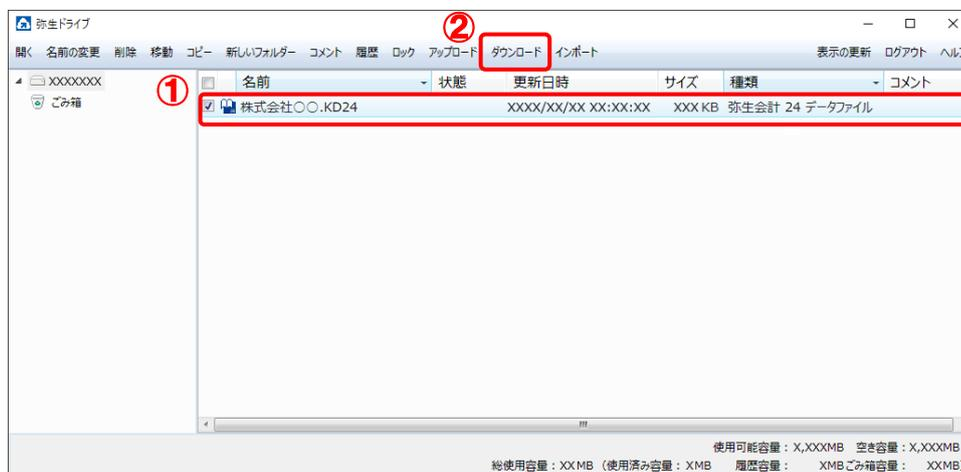 弥生ドライブ
②
開く 名前の変更 削除 移動 コピー 新しいフォルダー コメント 履歴 ロック アップロード ダウンロード インポート 表示の更新 ログアウト
XXXXXXX
ごみ箱
①
名前 状態 更新日時 サイズ 種類 コメント
株式会社○○.KD24 XXXX/XX/XX XX:XX:XX XXX KB 弥生会計 24 データファイル
使用可能容量：X,XXXMB 空き容量：X,XXXMB
総使用容量：XXMB（使用済み容量：XMB 履歴容量： XMBごみ箱容量： XXMB